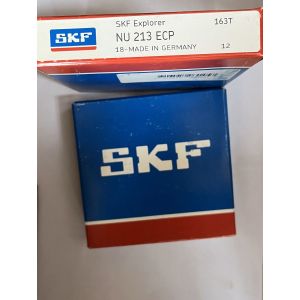 SKF Explorer 163T
SKF NU 213 ECP
18-MADE IN GERMANY 12
SKF